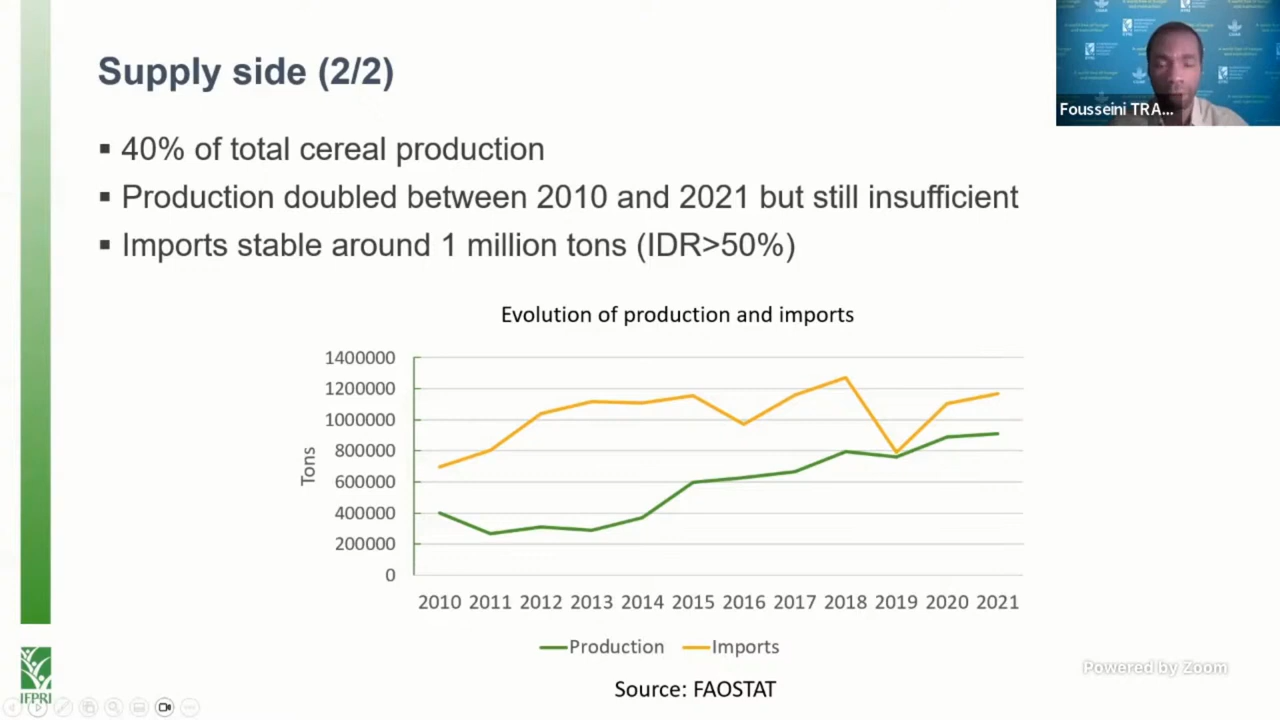 Supply side (2/2)
Fousseini TRA...
▪ 40% of total cereal production
▪ Production doubled between 2010 and 2021 but still insufficient
▪ Imports stable around 1 million tons (IDR>50%)
Evolution of production and imports
Tons
1400000
1200000
1000000
800000
600000
400000
200000
0
2010 2011 2012 2013 2014 2015 2016 2017 2018 2019 2020 2021
Production Imports
Source: FAOSTAT
IFPRI
Powered by Zoom